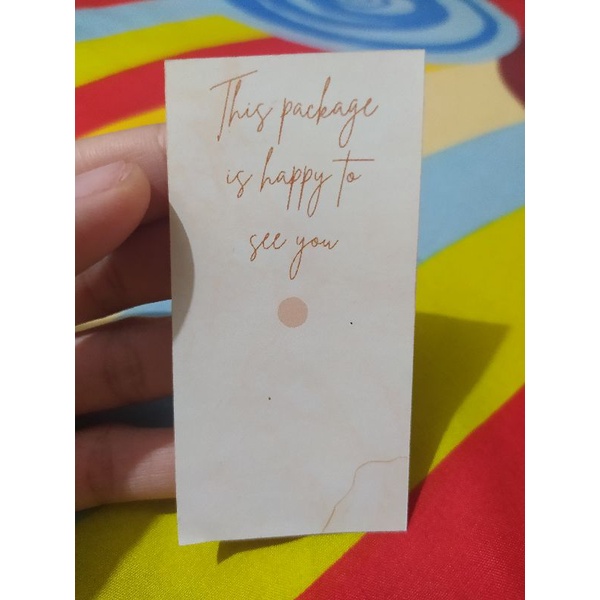 This package
is happy to
see you